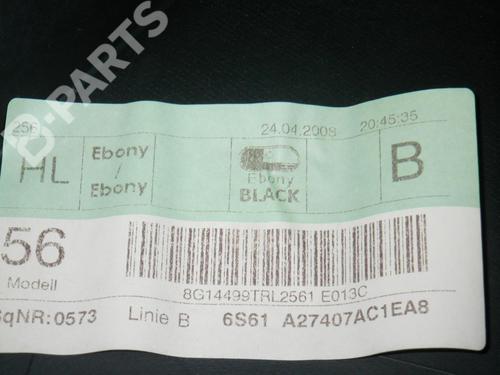 B-PARTS
256
24.04.2008 20:45:35
HL
Ebony
/
Ebony
Ebony
BLACK
B
56
Modell
8G14499TRL2561 E013C
SqNR:0573 Linie B 6S61 A27407AC1EA8